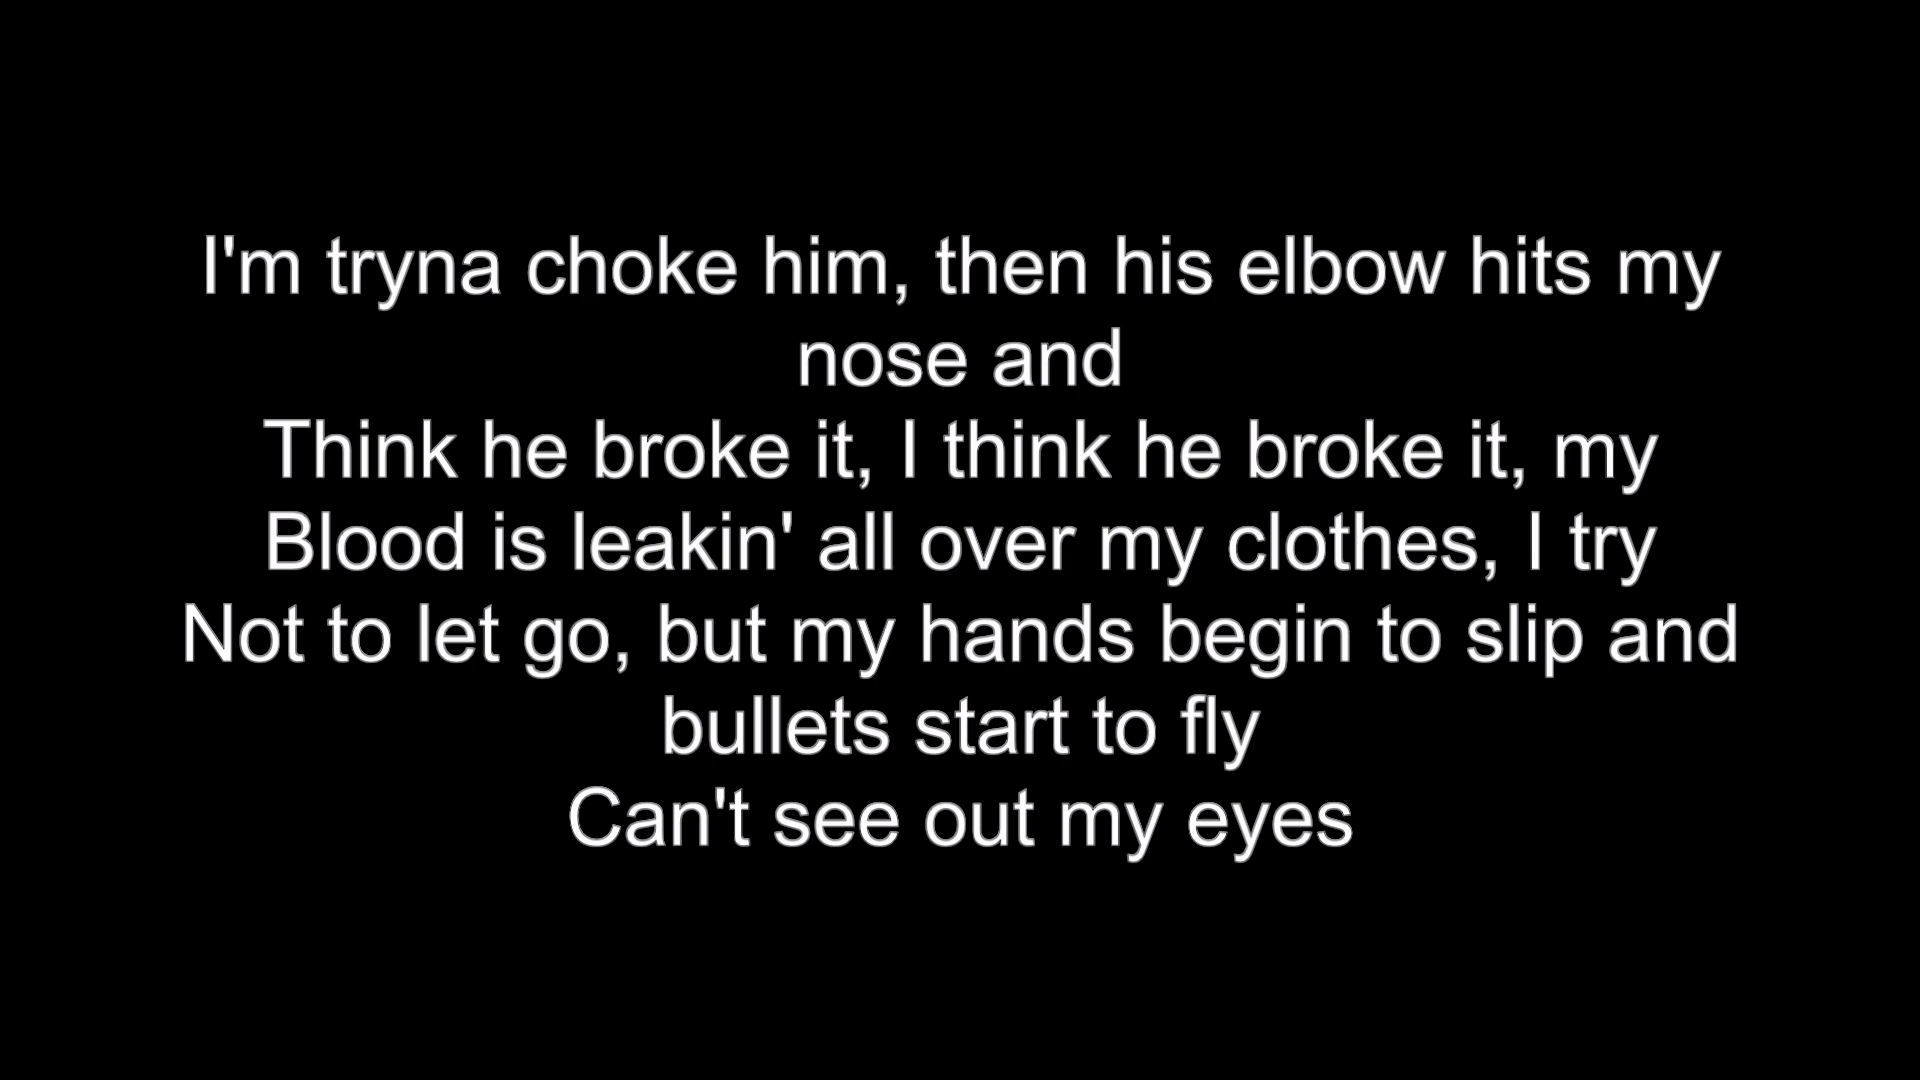 I'm tryna choke him, then his elbow hits my
nose and
Think he broke it, I think he broke it, my
Blood is leakin' all over my clothes, I try
Not to let go, but my hands begin to slip and
bullets start to fly
Can't see out my eyes